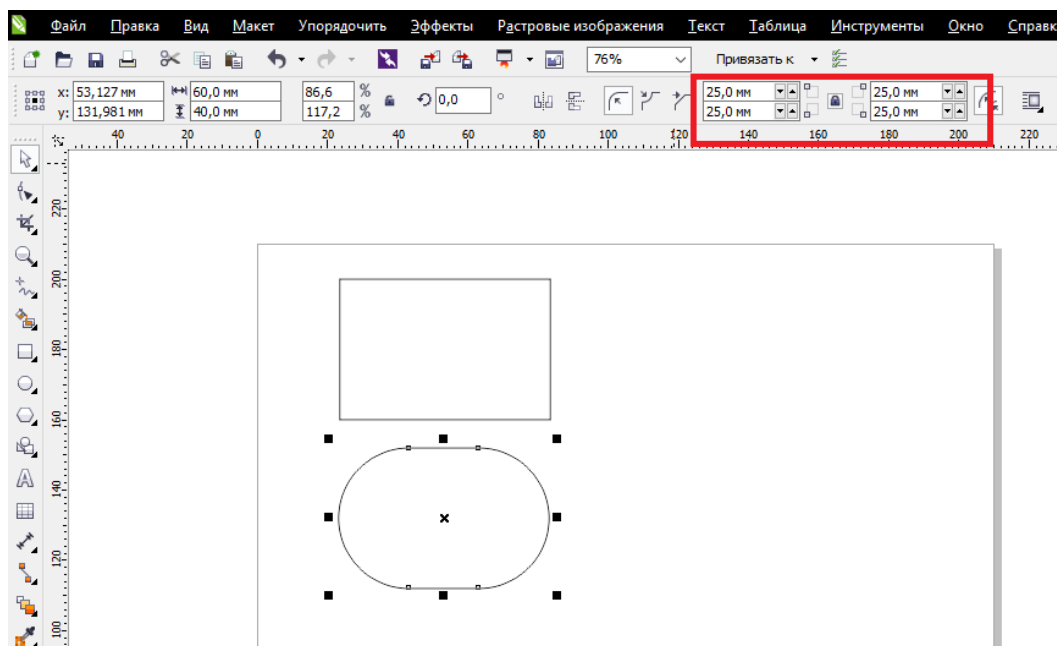 Файл Правка Вид Макет Упорядочить Эффекты Растровые изображения Текст Таблица Инструменты Окно Справк
76% Привязать к
x: 53,127 мм 60,0 мм 86,6 % 0,0 ° 25,0 мм 25,0 мм
y: 131,981 мм 40,0 мм 117,2 % 25,0 мм 25,0 мм
40 20 0 20 40 60 80 100 120 140 160 180 200 220
220
200
180
160
140
120
100